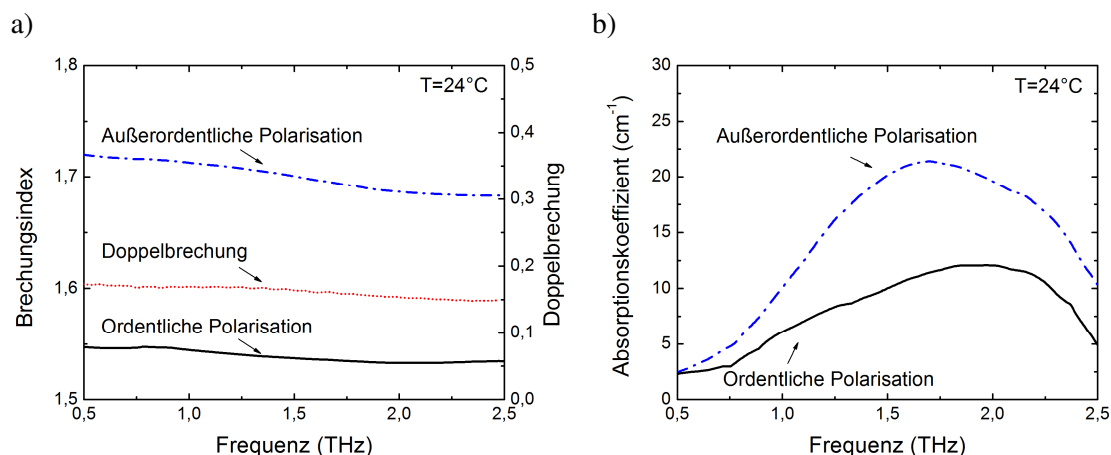 a)
1,8
1,7
1,6
1,5
0,5
0,4
0,3
0,2
0,1
0,0
T=24°C
Außerordentliche Polarisation
Doppelbrechung
Ordentliche Polarisation
Brechungsindex
Doppelbrechung
0,5 1,0 1,5 2,0 2,5
Frequenz (THz)
b)
30
25
20
15
10
5
0
T=24°C
Außerordentliche Polarisation
Ordentliche Polarisation
Absorptionskoeffizient (cm⁻¹)
0,5 1,0 1,5 2,0 2,5
Frequenz (THz)